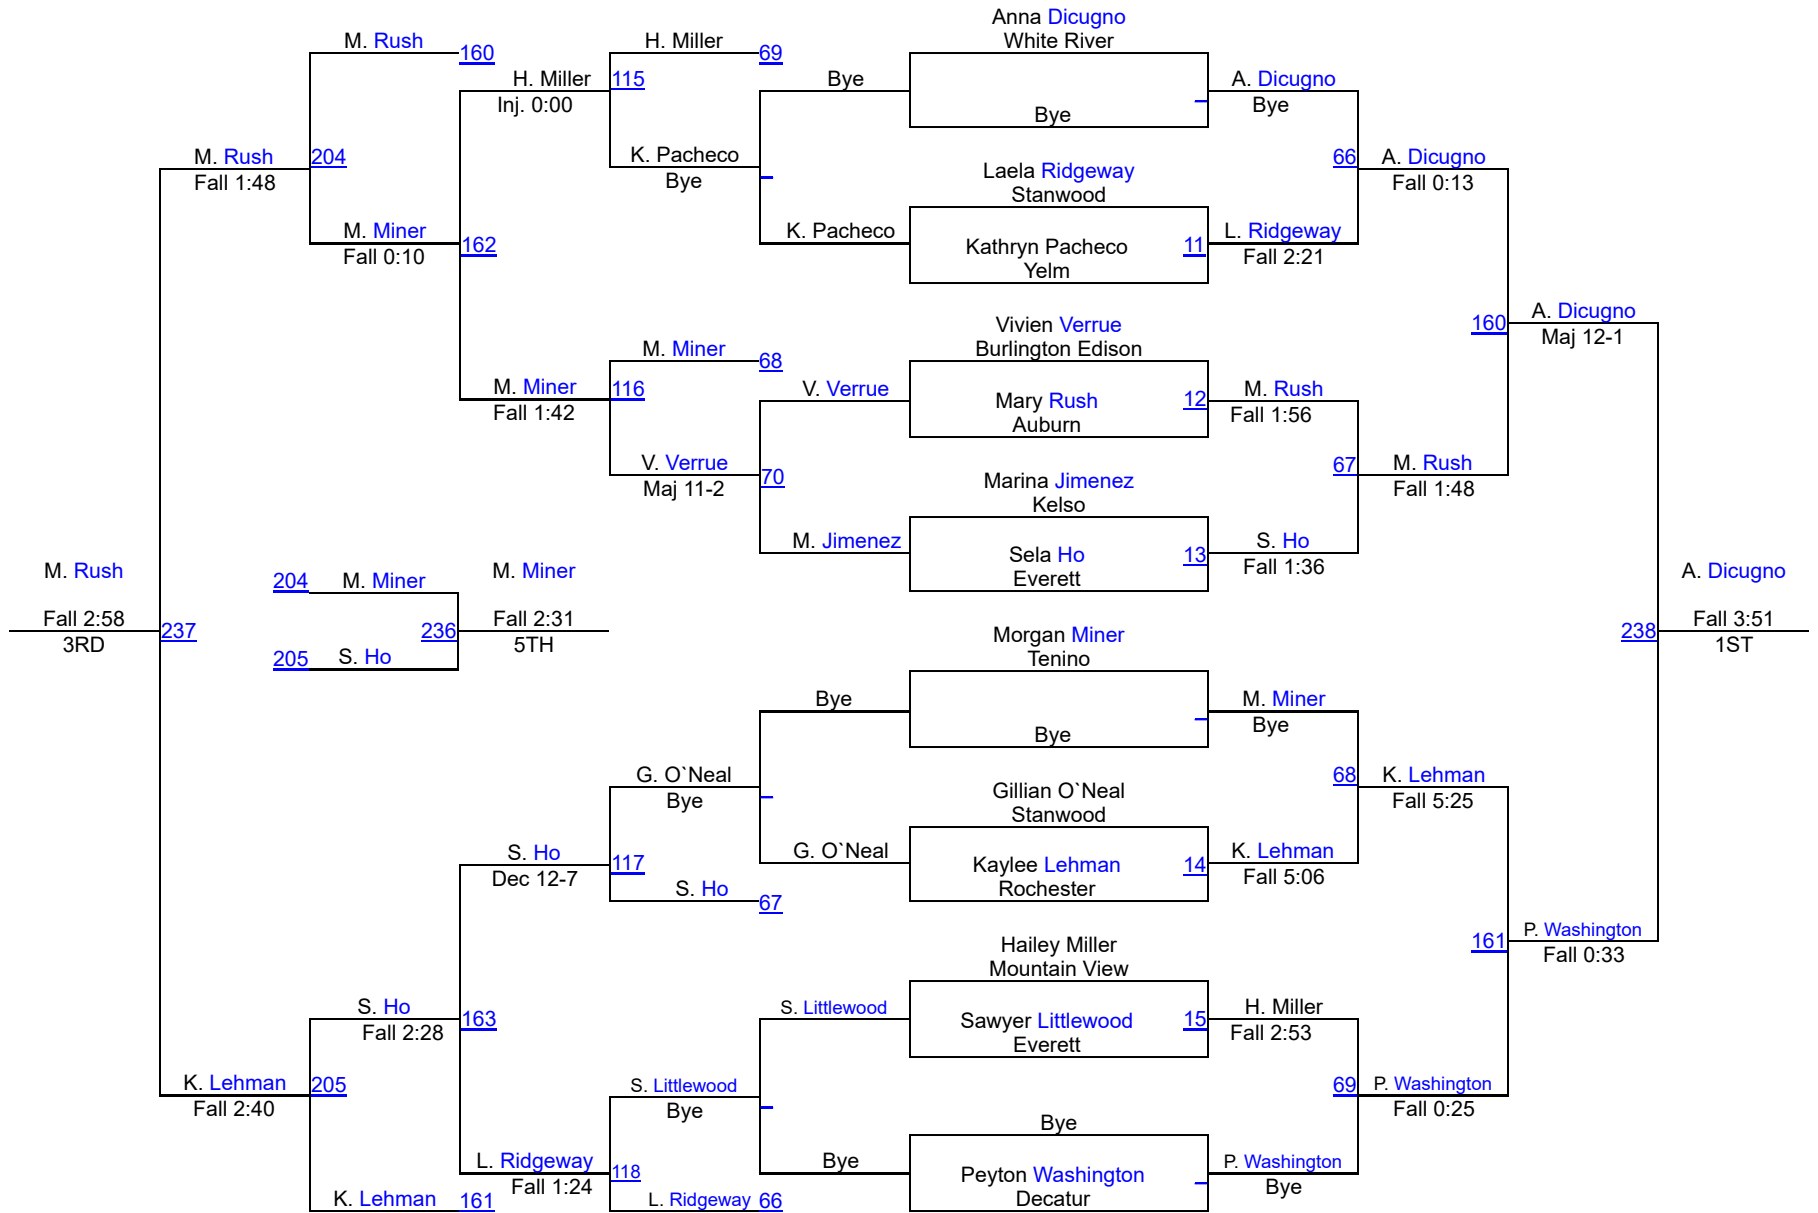 Anna Dicugno
White River
M. Rush
160
H. Miller
69
H. Miller
115
Inj. 0:00
Bye
A. Dicugno
Bye
Bye
M. Rush
204
Fall 1:48
K. Pacheco
Bye
Laela Ridgeway
Stanwood
66
A. Dicugno
Fall 0:13
M. Miner
162
Fall 0:10
K. Pacheco
Kathryn Pacheco
Yelm
11
L. Ridgeway
Fall 2:21
Vivien Verrue
Burlington Edison
160
A. Dicugno
Maj 12-1
M. Miner
68
M. Miner
116
Fall 1:42
V. Verrue
Mary Rush
Auburn
12
M. Rush
Fall 1:56
V. Verrue
70
Maj 11-2
Marina Jimenez
Kelso
67
M. Rush
Fall 1:48
M. Jimenez
Sela Ho
Everett
13
S. Ho
Fall 1:36
M. Rush
Fall 2:58
3RD
237
204
M. Miner
205
S. Ho
236
M. Miner
Fall 2:31
5TH
A. Dicugno
238
Fall 3:51
1ST
Morgan Miner
Tenino
Bye
Bye
M. Miner
Bye
G. O`Neal
Bye
Gillian O`Neal
Stanwood
68
K. Lehman
Fall 5:25
S. Ho
117
Dec 12-7
G. O`Neal
Kaylee Lehman
Rochester
14
K. Lehman
Fall 5:06
S. Ho
67
Hailey Miller
Mountain View
161
P. Washington
Fall 0:33
S. Ho
163
Fall 2:28
S. Littlewood
Sawyer Littlewood
Everett
15
H. Miller
Fall 2:53
K. Lehman
205
Fall 2:40
S. Littlewood
Bye
69
P. Washington
Fall 0:25
Bye
L. Ridgeway
118
Fall 1:24
Bye
Peyton Washington
Decatur
P. Washington
Bye
K. Lehman
161
L. Ridgeway
66